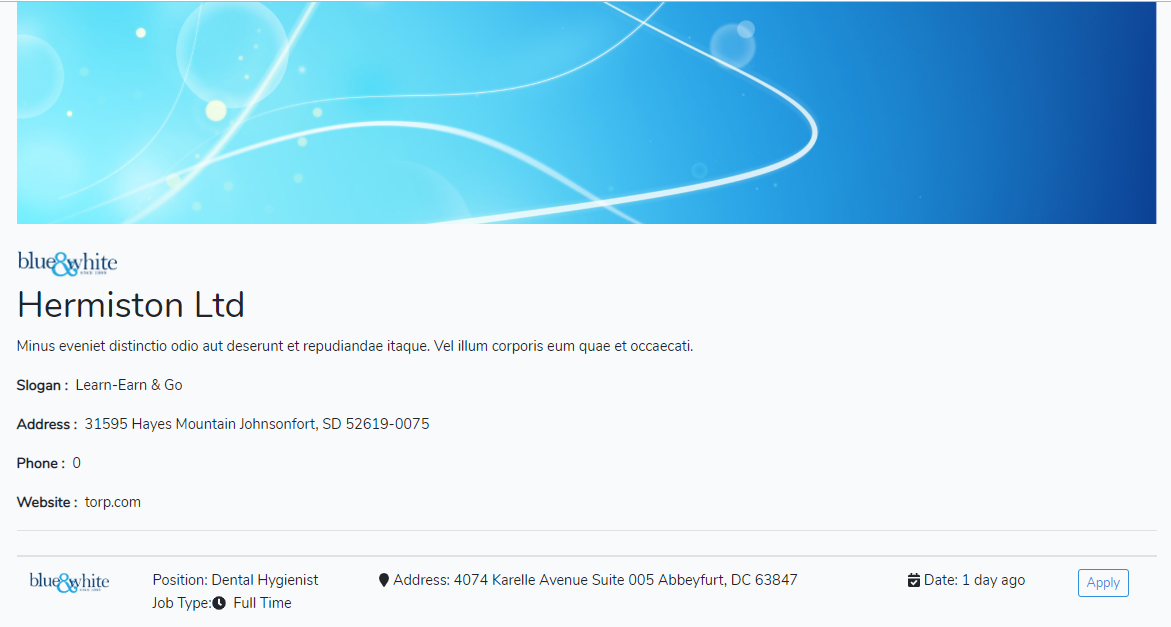 blue&white
SINCE 1999
Hermiston Ltd
Minus eveniet distinctio odio aut deserunt et repudiandae itaque. Vel illum corporis eum quae et occaecati.
Slogan : Learn-Earn & Go
Address : 31595 Hayes Mountain Johnsonfort, SD 52619-0075
Phone : 0
Website : torp.com
blue&white
Position: Dental Hygienist
Address: 4074 Karelle Avenue Suite 005 Abbeyfurt, DC 63847
Date: 1 day ago
Apply
Job Type: Full Time